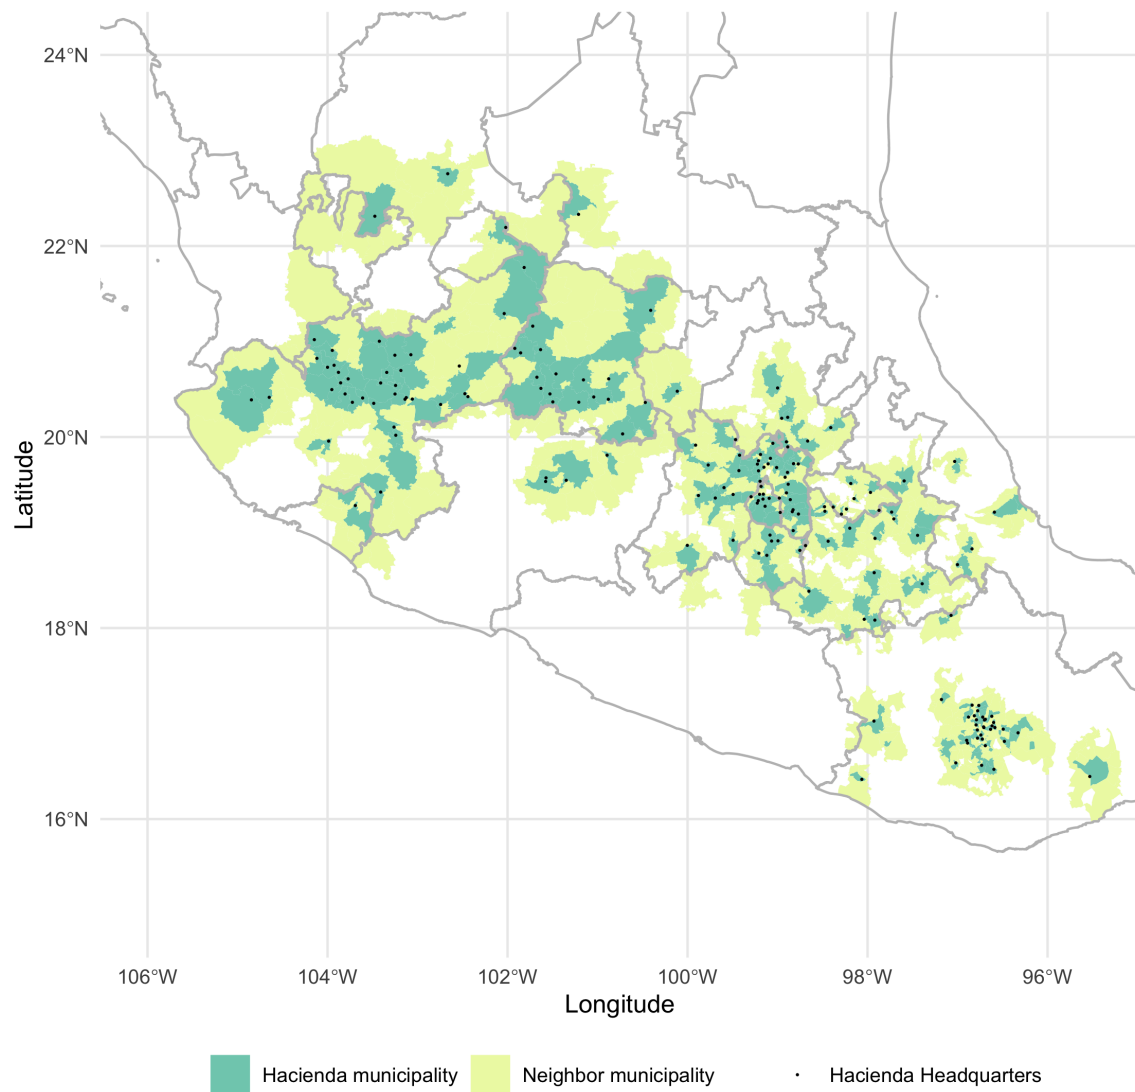 24°N
22°N
20°N
18°N
16°N
Latitude
106°W 104°W 102°W 100°W 98°W 96°W
Longitude
Hacienda municipality Neighbor municipality Hacienda Headquarters